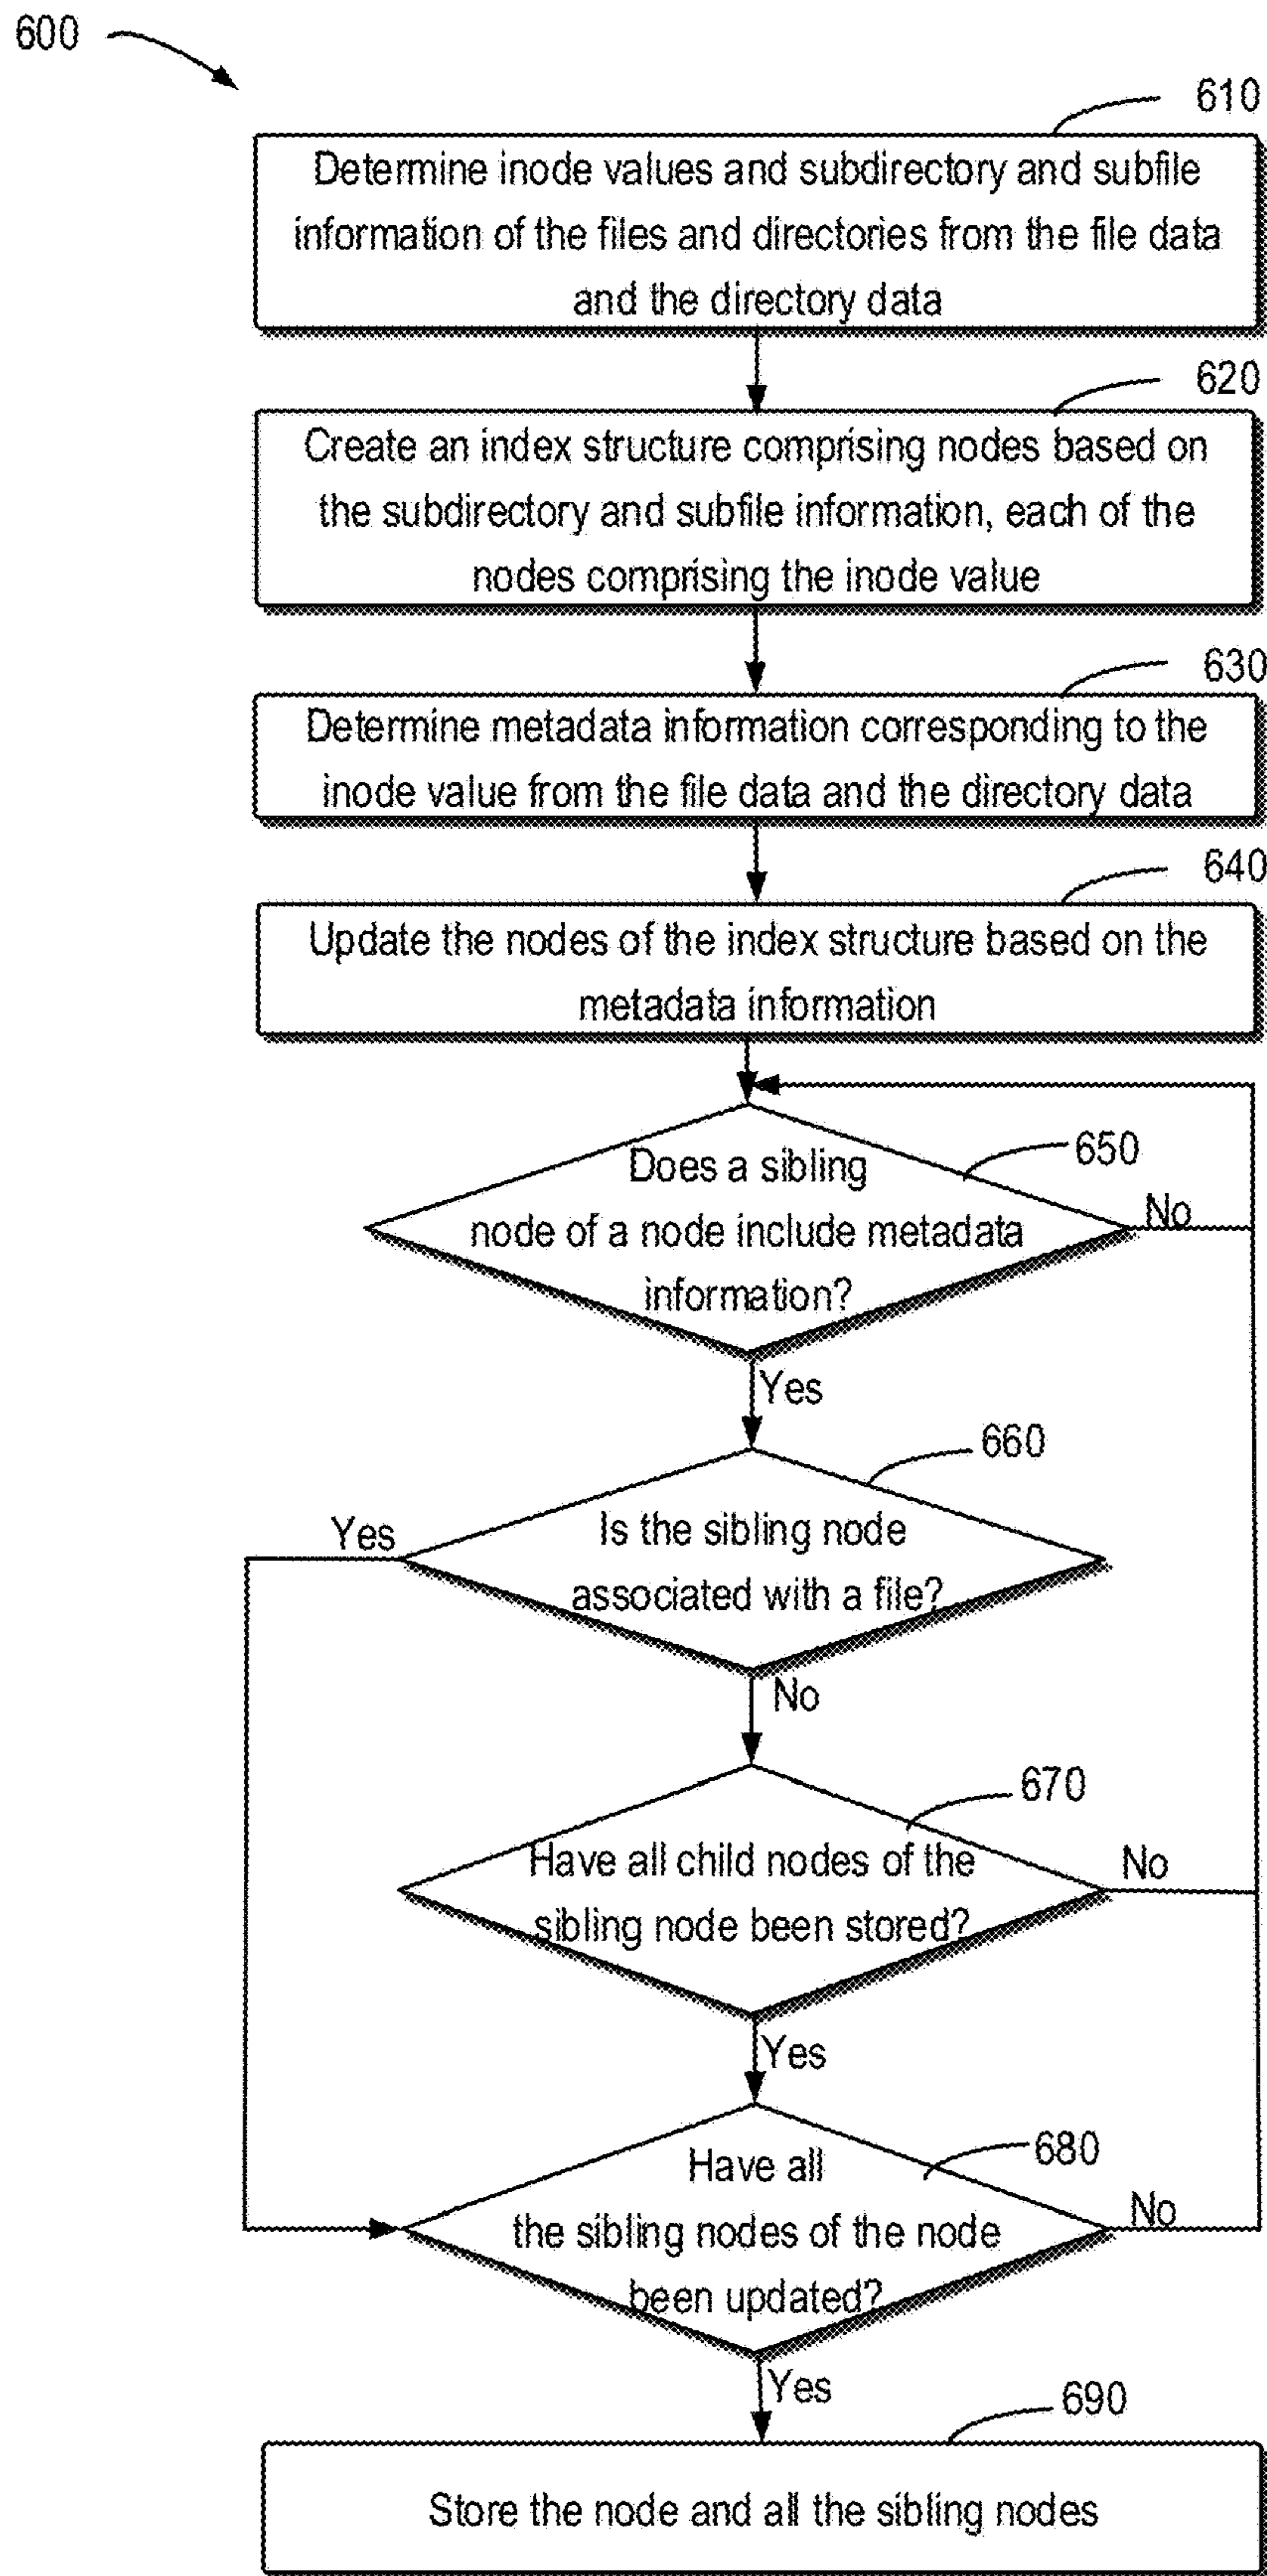 600
610
Determine inode values and subdirectory and subfile
information of the files and directories from the file data
and the directory data
620
Create an index structure comprising nodes based on
the subdirectory and subfile information, each of the
nodes comprising the inode value
630
Determine metadata information corresponding to the
inode value from the file data and the directory data
640
Update the nodes of the index structure based on the
metadata information
650
Does a sibling
node of a node include metadata
information?
No
Yes
660
Is the sibling node
associated with a file?
Yes
No
670
Have all child nodes of the
sibling node been stored?
No
Yes
680
Have all
the sibling nodes of the node
been updated?
No
Yes
690
Store the node and all the sibling nodes